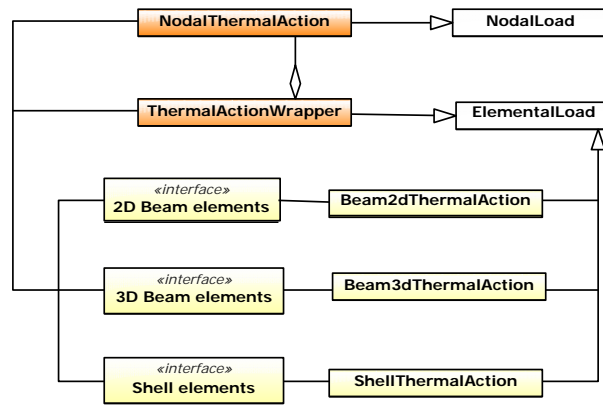 NodalThermalAction
NodalLoad
ThermalActionWrapper
ElementalLoad
«interface»
2D Beam elements
Beam2dThermalAction
«interface»
3D Beam elements
Beam3dThermalAction
«interface»
Shell elements
ShellThermalAction